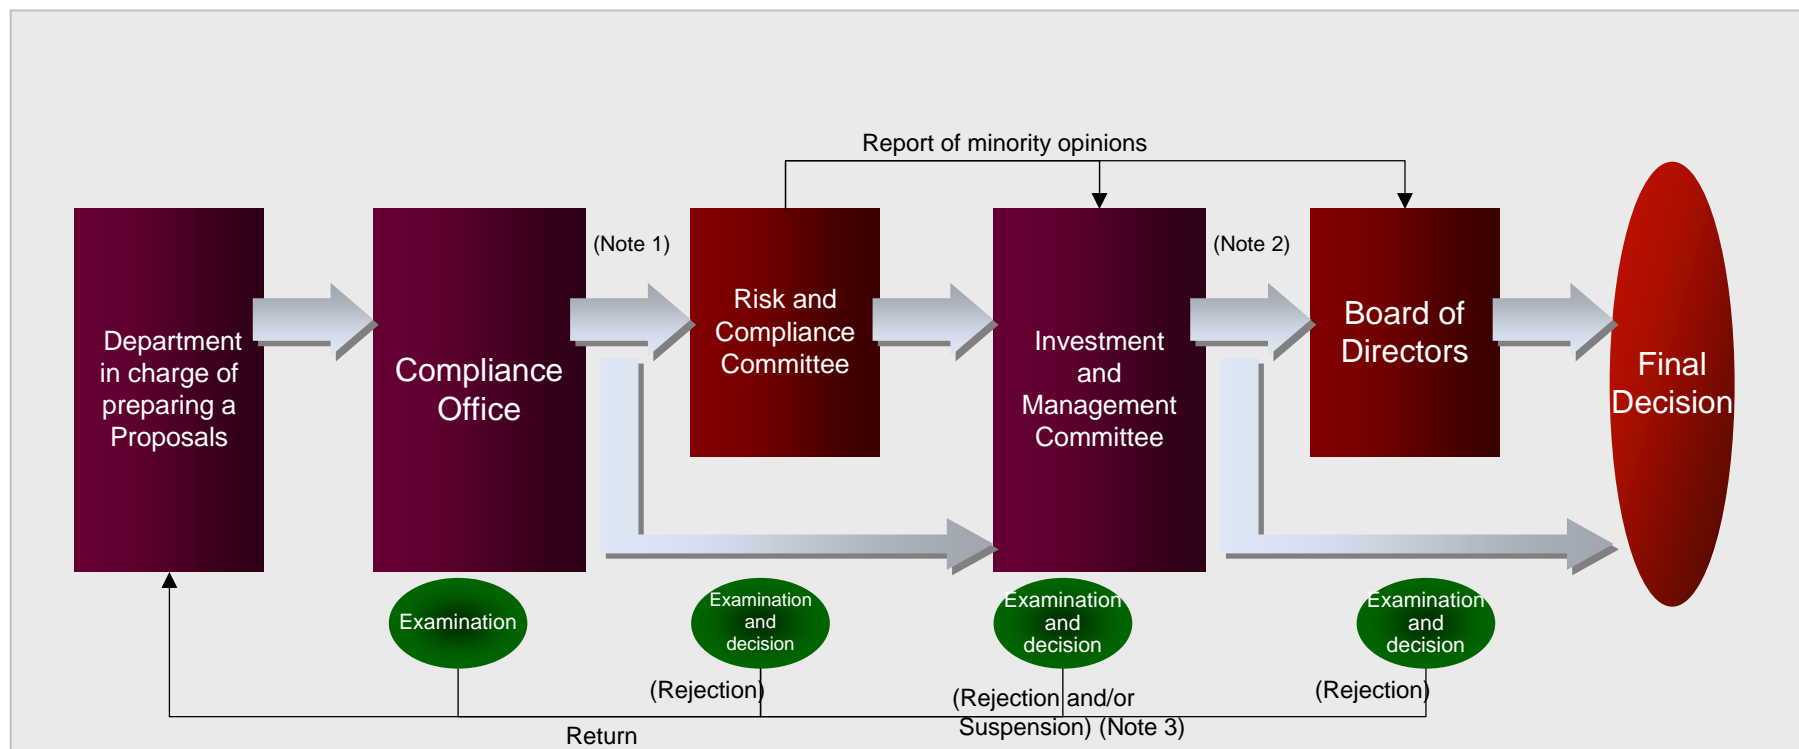 Report of minority opinions
Department
in charge of
preparing a
Proposals
Compliance
Office
(Note 1)
Risk and
Compliance
Committee
Investment
and
Management
Committee
(Note 2)
Board of
Directors
Final
Decision
Examination
Examination
and
decision
Examination
and
decision
Examination
and
decision
(Rejection)
(Rejection and/or
Suspension) (Note 3)
(Rejection)
Return